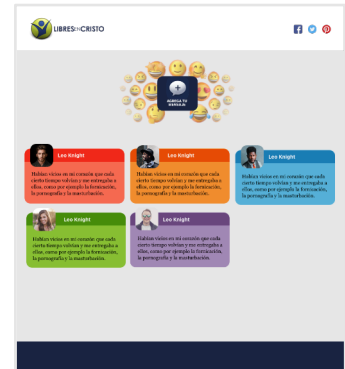 LIBRES EN CRISTO
AGREGA TU
MENSAJE
Leo Knight
Habían vicios en mi corazón que cada
cierto tiempo volvían y me entregaba a
ellos, como por ejemplo la fornicación,
la pornografía y la masturbación.
Leo Knight
Habían vicios en mi corazón que cada
cierto tiempo volvían y me entregaba a
ellos, como por ejemplo la fornicación,
la pornografía y la masturbación.
Leo Knight
Habían vicios en mi corazón que cada
cierto tiempo volvían y me entregaba a
ellos, como por ejemplo la fornicación,
la pornografía y la masturbación.
Leo Knight
Habían vicios en mi corazón que cada
cierto tiempo volvían y me entregaba a
ellos, como por ejemplo la fornicación,
la pornografía y la masturbación.
Leo Knight
Habían vicios en mi corazón que cada
cierto tiempo volvían y me entregaba a
ellos, como por ejemplo la fornicación,
la pornografía y la masturbación.